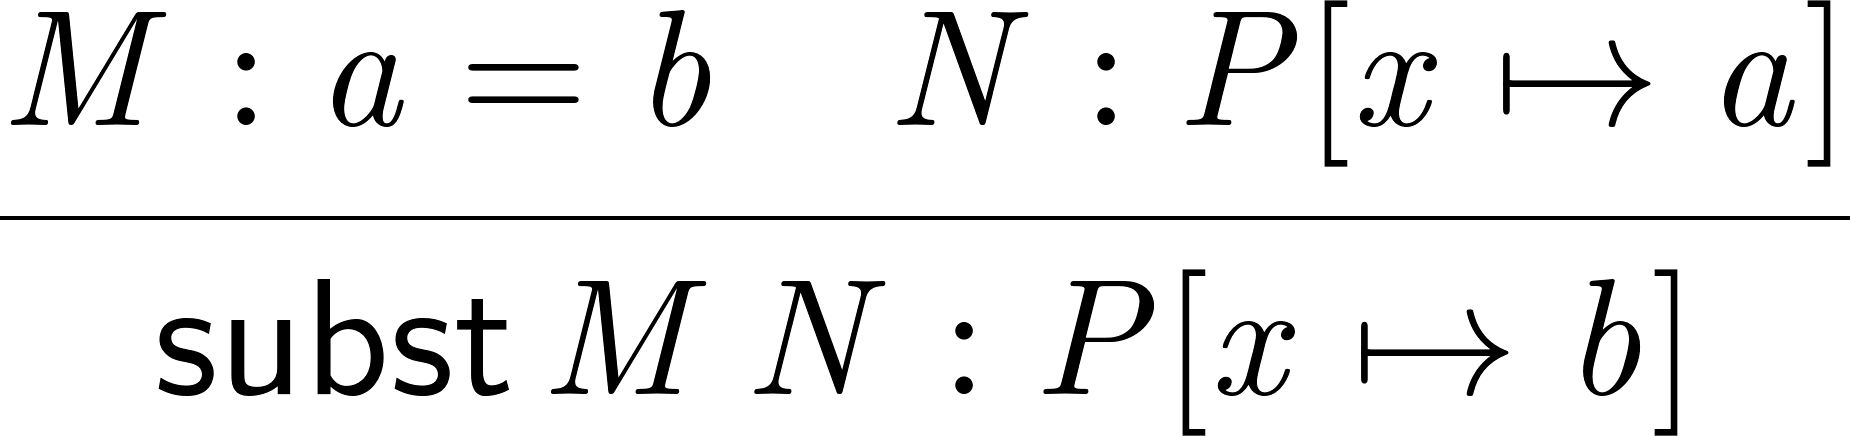 M : a = b N : P[x ↦ a]
subst M N : P[x ↦ b]